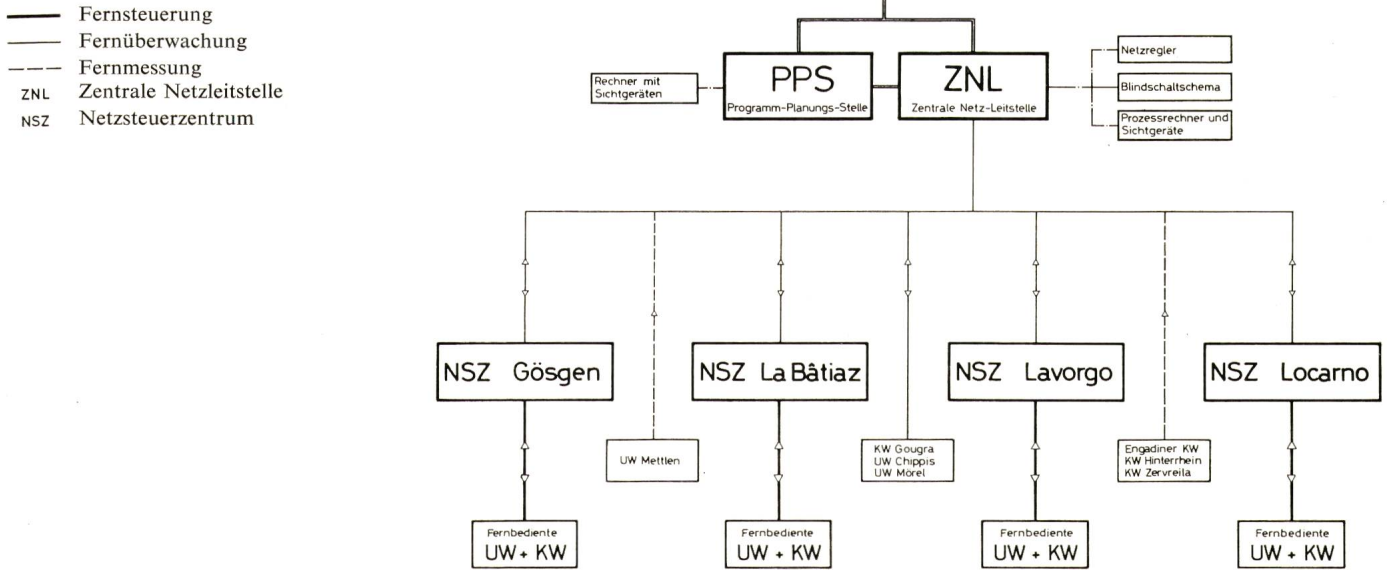 Fernsteuerung
Fernüberwachung
Fernmessung
ZNL Zentrale Netzleitstelle
NSZ Netzsteuerzentrum
Rechner mit
Sichtgeräten
PPS
Programm-Planungs-Stelle
ZNL
Zentrale Netz-Leitstelle
Netzregler
Blindschaltschema
Prozessrechner und
Sichtgeräte
NSZ Gösgen
NSZ La Bâtiaz
NSZ Lavorgo
NSZ Locarno
UW Mettlen
KW Gougra
UW Chippis
UW Mörel
Engadiner KW
KW Hinterrhein
KW Zervreila
Fernbediente
UW + KW
Fernbediente
UW + KW
Fernbediente
UW + KW
Fernbediente
UW + KW